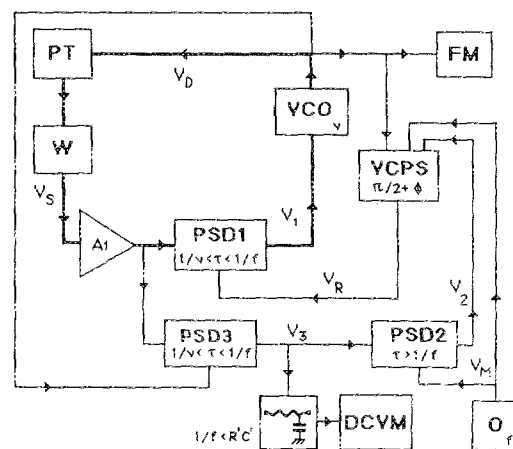 PT
V_D
FM
VCO_ν
VCPS
π/2+ϕ
W
V_S
A1
PSD1
1/ν<τ<1/f
V_1
V_R
V_2
PSD3
1/ν<τ<1/f
V_3
PSD2
τ>1/f
V_M
1/f<R'C'
DCVM
O_f